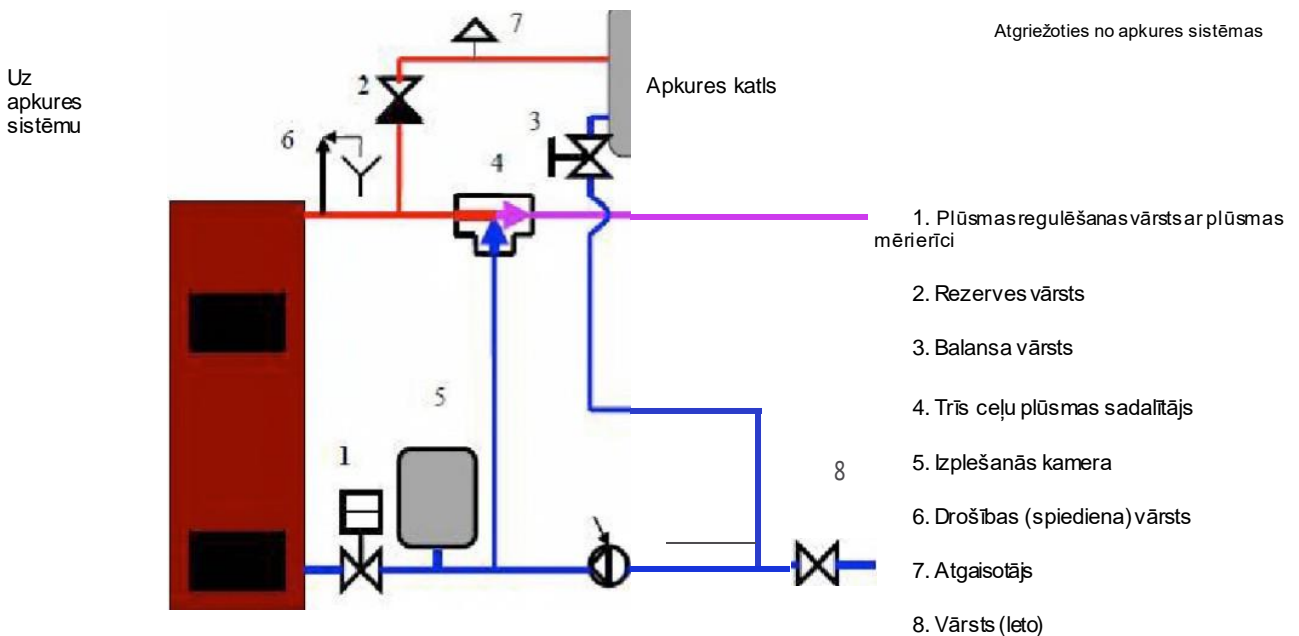 7
Atgriežoties no apkures sistēmas
Uz
apkures
sistēmu
2
Apkures katls
3
6
4
1. Plūsmas regulēšanas vārsts ar plūsmas
mērierīci
2. Rezerves vārsts
3. Balansa vārsts
4. Trīs ceļu plūsmas sadalītājs
5
1
8
5. Izplešanās kamera
6. Drošības (spiediena) vārsts
7. Atgaisotājs
8. Vārsts (leto)